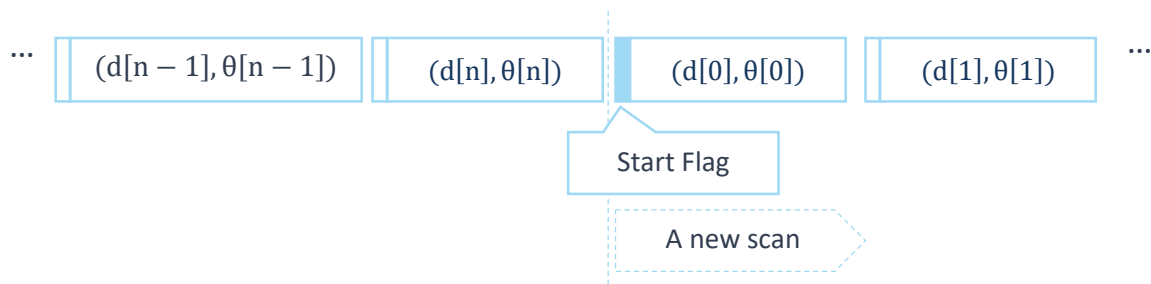 ... (d[n − 1], θ[n − 1]) (d[n], θ[n]) (d[0], θ[0]) (d[1], θ[1]) ...
Start Flag
A new scan